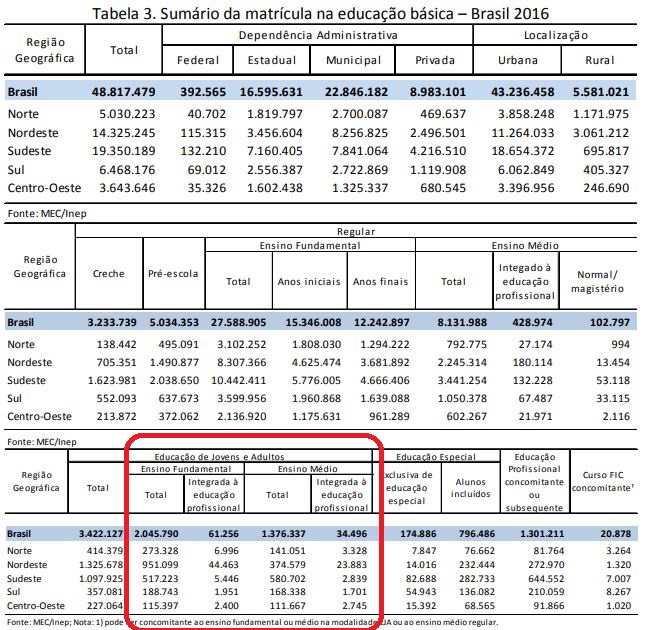 Tabela 3. Sumário da matrícula na educação básica – Brasil 2016
Região Geográfica Total Dependência Administrativa Localização
Federal Estadual Municipal Privada Urbana Rural
Brasil 48.817.479 392.565 16.595.631 22.846.182 8.983.101 43.236.458 5.581.021
Norte 5.030.223 40.702 1.819.797 2.700.087 469.637 3.858.248 1.171.975
Nordeste 14.325.245 115.315 3.456.604 8.256.825 2.496.501 11.264.033 3.061.212
Sudeste 19.350.189 132.210 7.160.405 7.841.064 4.216.510 18.654.372 695.817
Sul 6.468.176 69.012 2.556.387 2.722.869 1.119.908 6.062.849 405.327
Centro-Oeste 3.643.646 35.326 1.602.438 1.325.337 680.545 3.396.956 246.690
Fonte: MEC/Inep
Regular
Região Geográfica Creche Pré-escola Ensino Fundamental Ensino Médio
Total Anos iniciais Anos finais Total Integado à educação profissional Normal/ magistério
Brasil 3.233.739 5.034.353 27.588.905 15.346.008 12.242.897 8.131.988 428.974 102.797
Norte 138.442 495.091 3.102.252 1.808.030 1.294.222 792.775 27.174 994
Nordeste 705.351 1.490.877 8.307.366 4.625.474 3.681.892 2.245.314 180.114 13.454
Sudeste 1.623.981 2.038.650 10.442.411 5.776.005 4.666.406 3.441.254 132.228 53.118
Sul 552.093 637.673 3.599.956 1.960.868 1.639.088 1.050.378 67.487 33.115
Centro-Oeste 213.872 372.062 2.136.920 1.175.631 961.289 602.267 21.971 2.116
Fonte: MEC/Inep
Região Geográfica Educação de Jovens e Adultos Educação Especial Educação Profissional concomitante ou subsequente Curso FIC concomitante¹
Total Ensino Fundamental Ensino Médio Exclusiva de educação especial Alunos incluídos
Total Integrada à educação profissional Total Integrada à educação profissional
Brasil 3.422.127 2.045.790 61.256 1.376.337 34.496 174.886 796.486 1.301.211 20.878
Norte 414.379 273.328 6.996 141.051 3.328 7.847 76.662 81.764 3.264
Nordeste 1.325.678 951.099 44.463 374.579 23.883 14.016 232.444 272.970 1.320
Sudeste 1.097.925 517.223 5.446 580.702 2.839 82.688 282.733 644.552 7.007
Sul 357.081 188.743 1.951 168.338 1.701 54.943 136.082 210.059 8.267
Centro-Oeste 227.064 115.397 2.400 111.667 2.745 15.392 68.565 91.866 1.020
Fonte: MEC/Inep; Nota: 1) pode ser concomitante ao ensino fundamental ou médio na modalidade EJA ou ao ensino médio regular.